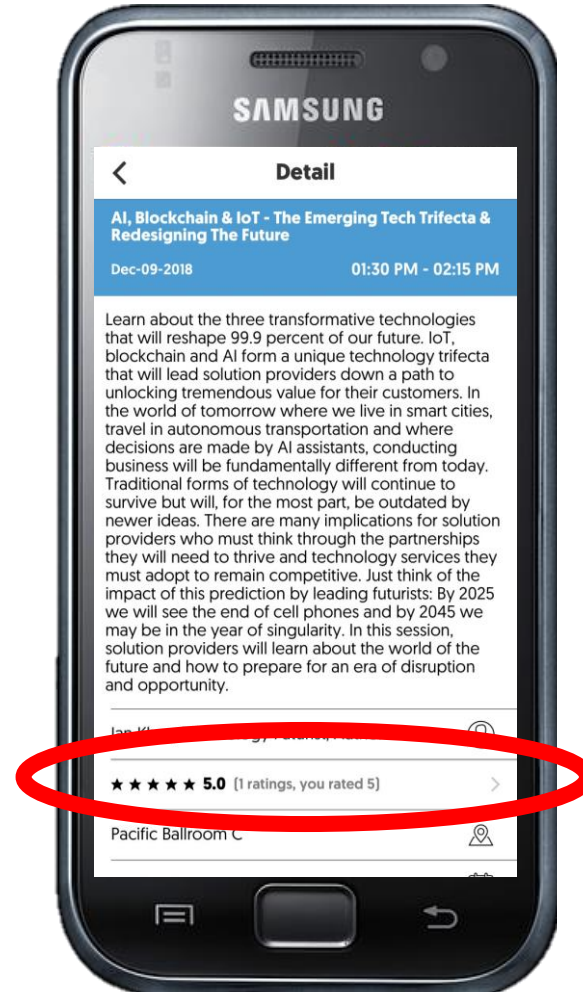 SAMSUNG
Detail
AI, Blockchain & IoT - The Emerging Tech Trifecta &
Redesigning The Future
Dec-09-2018 01:30 PM - 02:15 PM
Learn about the three transformative technologies
that will reshape 99.9 percent of our future. IoT,
blockchain and AI form a unique technology trifecta
that will lead solution providers down a path to
unlocking tremendous value for their customers. In
the world of tomorrow where we live in smart cities,
travel in autonomous transportation and where
decisions are made by AI assistants, conducting
business will be fundamentally different from today.
Traditional forms of technology will continue to
survive but will, for the most part, be outdated by
newer ideas. There are many implications for solution
providers who must think through the partnerships
they will need to thrive and technology services they
must adopt to remain competitive. Just think of the
impact of this prediction by leading futurists: By 2025
we will see the end of cell phones and by 2045 we
may be in the year of singularity. In this session,
solution providers will learn about the world of the
future and how to prepare for an era of disruption
and opportunity.
★ ★ ★ ★ ★ 5.0 (1 ratings, you rated 5)
Pacific Ballroom C